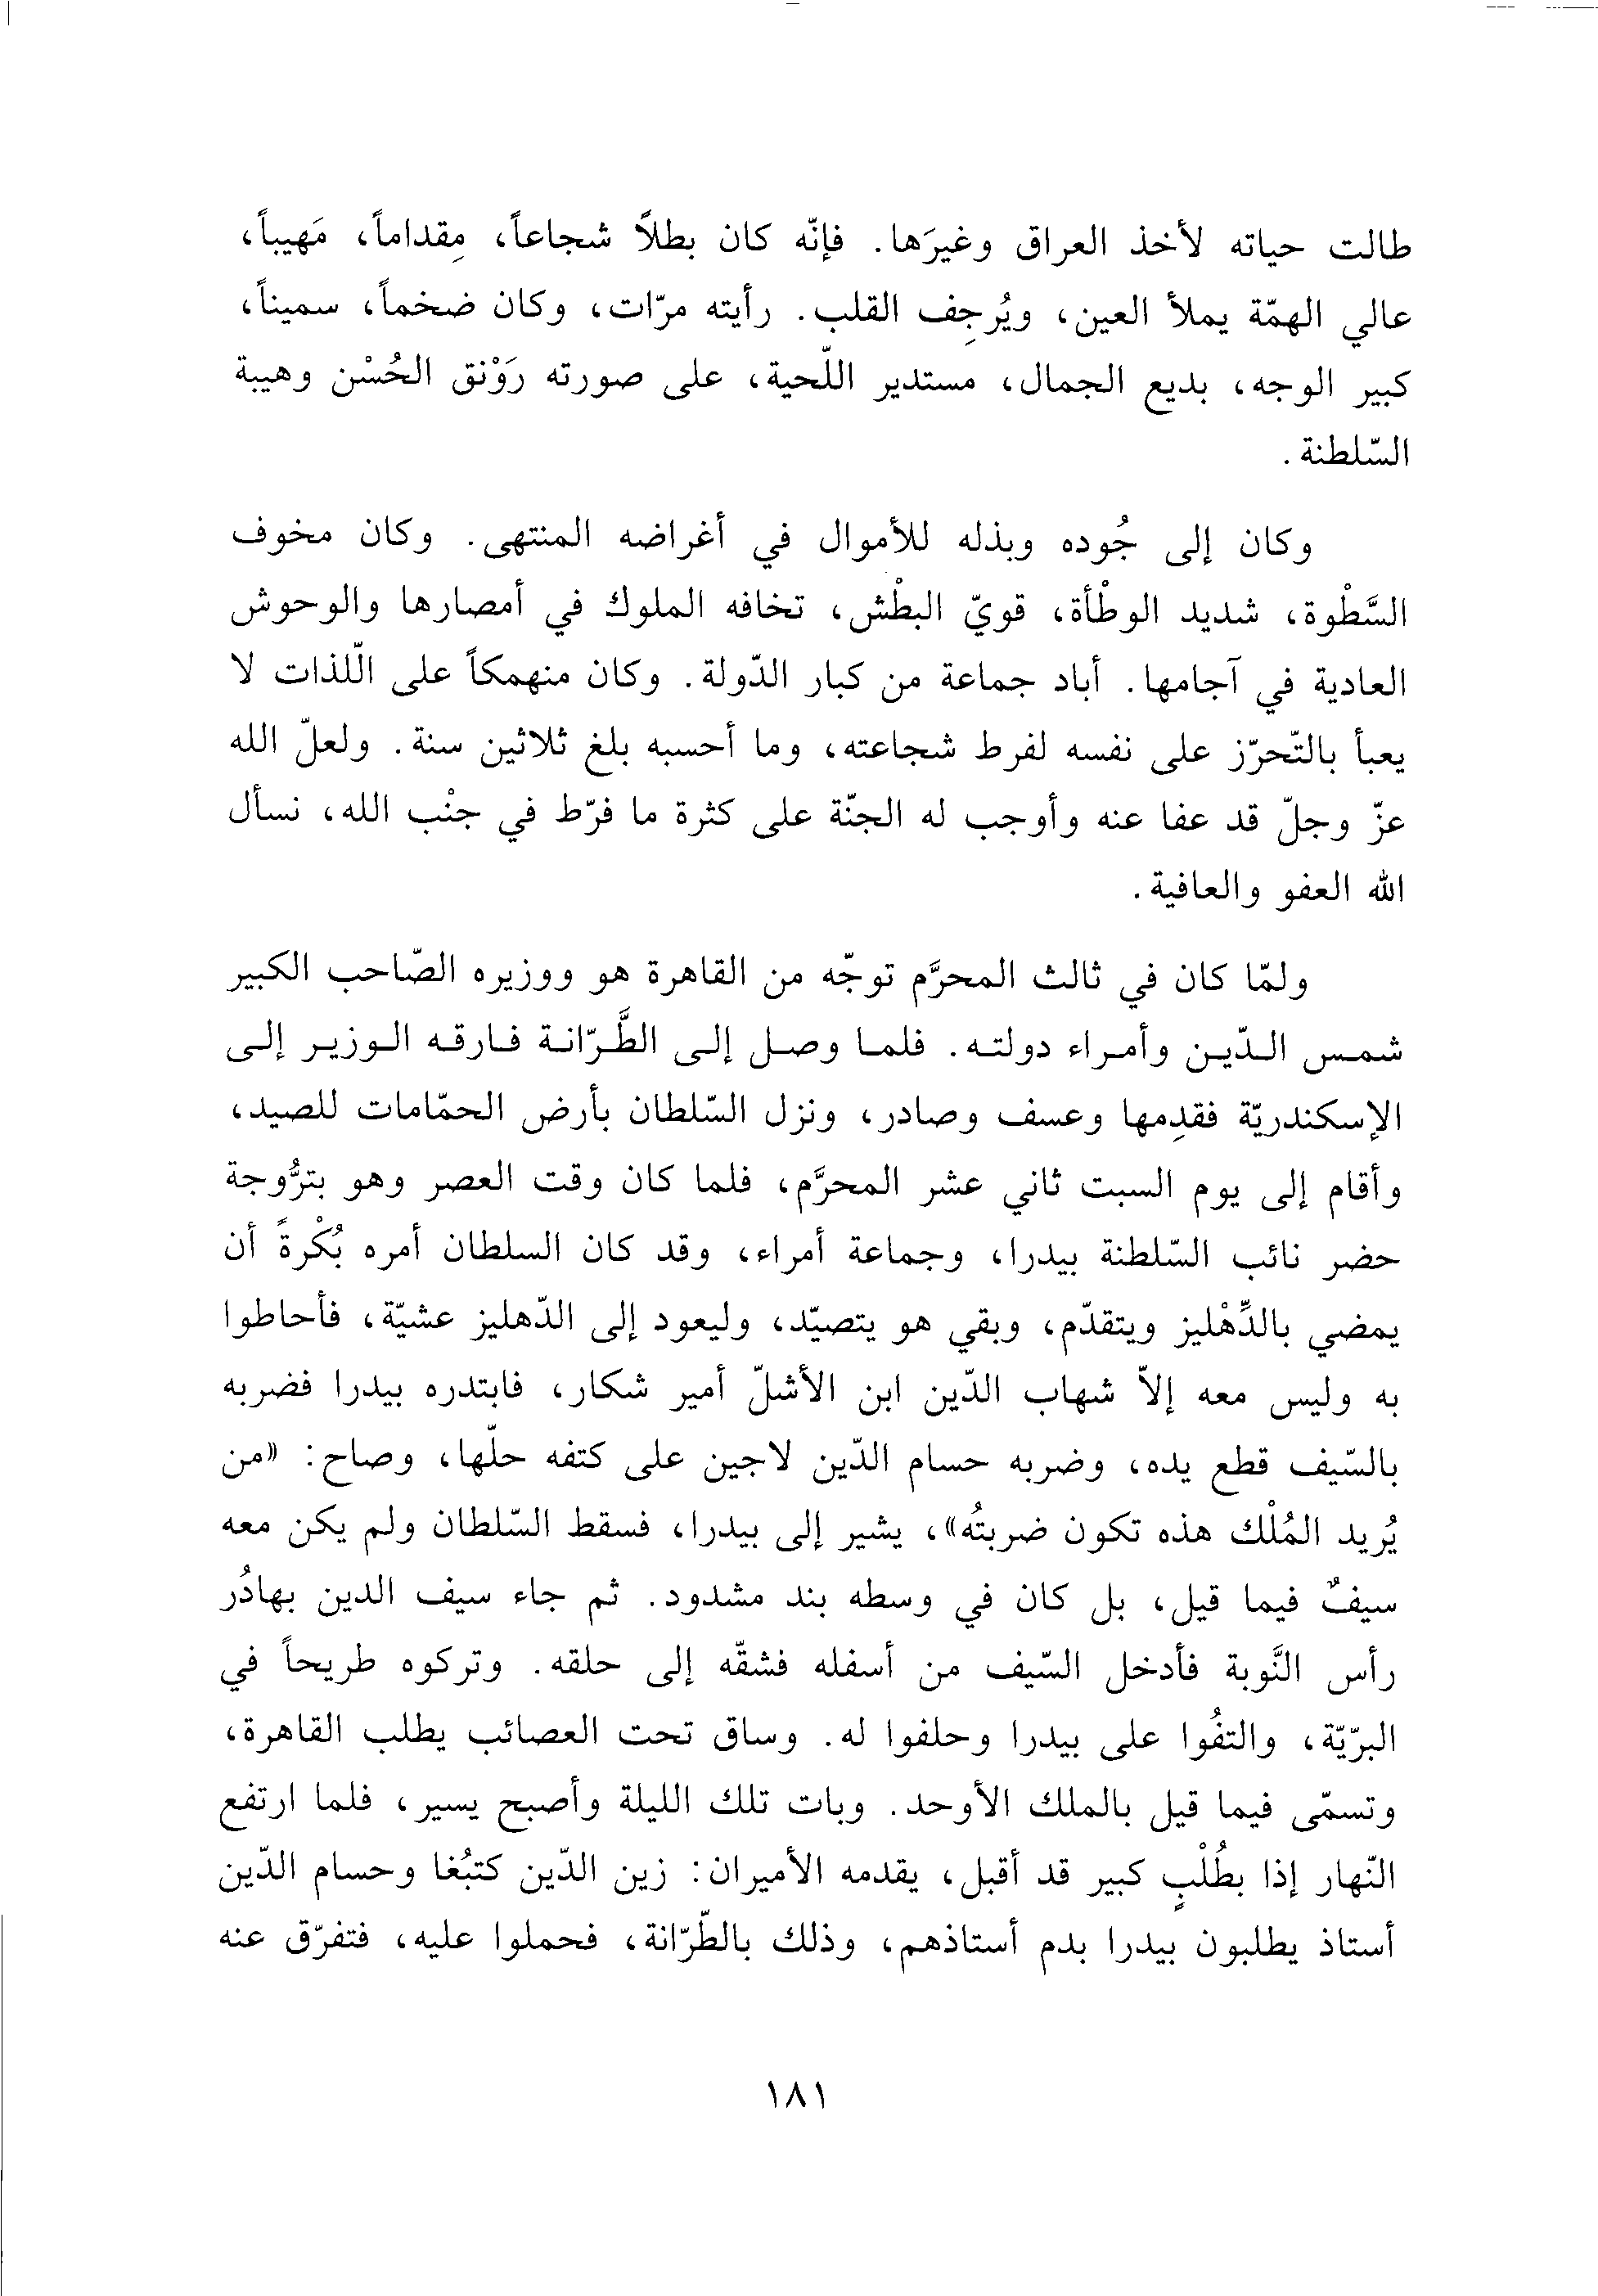 طالت حياته لأخذ العراق وغيرَها. فإنّه كان بطلاً شجاعاً، مِقداماً، مَهيباً،
عالي الهمّة يملأ العين، ويُرجِف القلب. رأيته مرّات، وكان ضخماً، سميناً،
كبير الوجه، بديع الجمال، مستدير اللّحية، على صورته رَوْنق الحُسْن وهيبة
السّلطنة.
وكان إلى جُوده وبذله للأموال في أغراضه المنتهى. وكان مخوف
السَّطْوة، شديد الوطْأة، قويّ البطْش، تخافه الملوك في أمصارها والوحوش
العادية في آجامها. أباد جماعة من كبار الدّولة. وكان منهمكاً على الّلذات لا
يعبأ بالتّحرّز على نفسه لفرط شجاعته، وما أحسبه بلغ ثلاثين سنة. ولعلّ الله
عزّ وجلّ قد عفا عنه وأوجب له الجنّة على كثرة ما فرّط في جنْب الله، نسأل
الله العفو والعافية.
ولمّا كان في ثالث المحرَّم توجّه من القاهرة هو ووزيره الصّاحب الكبير
شمس الدّين وأمراء دولته. فلما وصل إلى الطَّرّانة فارقه الوزير إلى
الإسكندريّة فقدِمها وعسف وصادر، ونزل السّلطان بأرض الحمّامات للصيد،
وأقام إلى يوم السبت ثاني عشر المحرَّم، فلما كان وقت العصر وهو بترُّوجة
حضر نائب السّلطنة بيدرا، وجماعة أمراء، وقد كان السلطان أمره بُكْرةً أن
يمضي بالدِّهْليز ويتقدّم، وبقي هو يتصيّد، وليعود إلى الدّهليز عشيّة، فأحاطوا
به وليس معه إلاّ شهاب الدّين ابن الأشلّ أمير شكار، فابتدره بيدرا فضربه
بالسّيف قطع يده، وضربه حسام الدّين لاجين على كتفه حلّها، وصاح: «من
يُريد المُلْك هذه تكون ضربتُه»، يشير إلى بيدرا، فسقط السّلطان ولم يكن معه
سيفٌ فيما قيل، بل كان في وسطه بند مشدود. ثم جاء سيف الدين بهادُر
رأس النَّوبة فأدخل السّيف من أسفله فشقّه إلى حلقه. وتركوه طريحاً في
البرّيّة، والتفُوا على بيدرا وحلفوا له. وساق تحت العصائب يطلب القاهرة،
وتسمّى فيما قيل بالملك الأوحد. وبات تلك الليلة وأصبح يسير، فلما ارتفع
النّهار إذا بطُلْبٍ كبير قد أقبل، يقدمه الأميران: زين الدّين كتبُغا وحسام الدّين
أستاذ يطلبون بيدرا بدم أستاذهم، وذلك بالطّرّانة، فحملوا عليه، فتفرّق عنه
١٨١